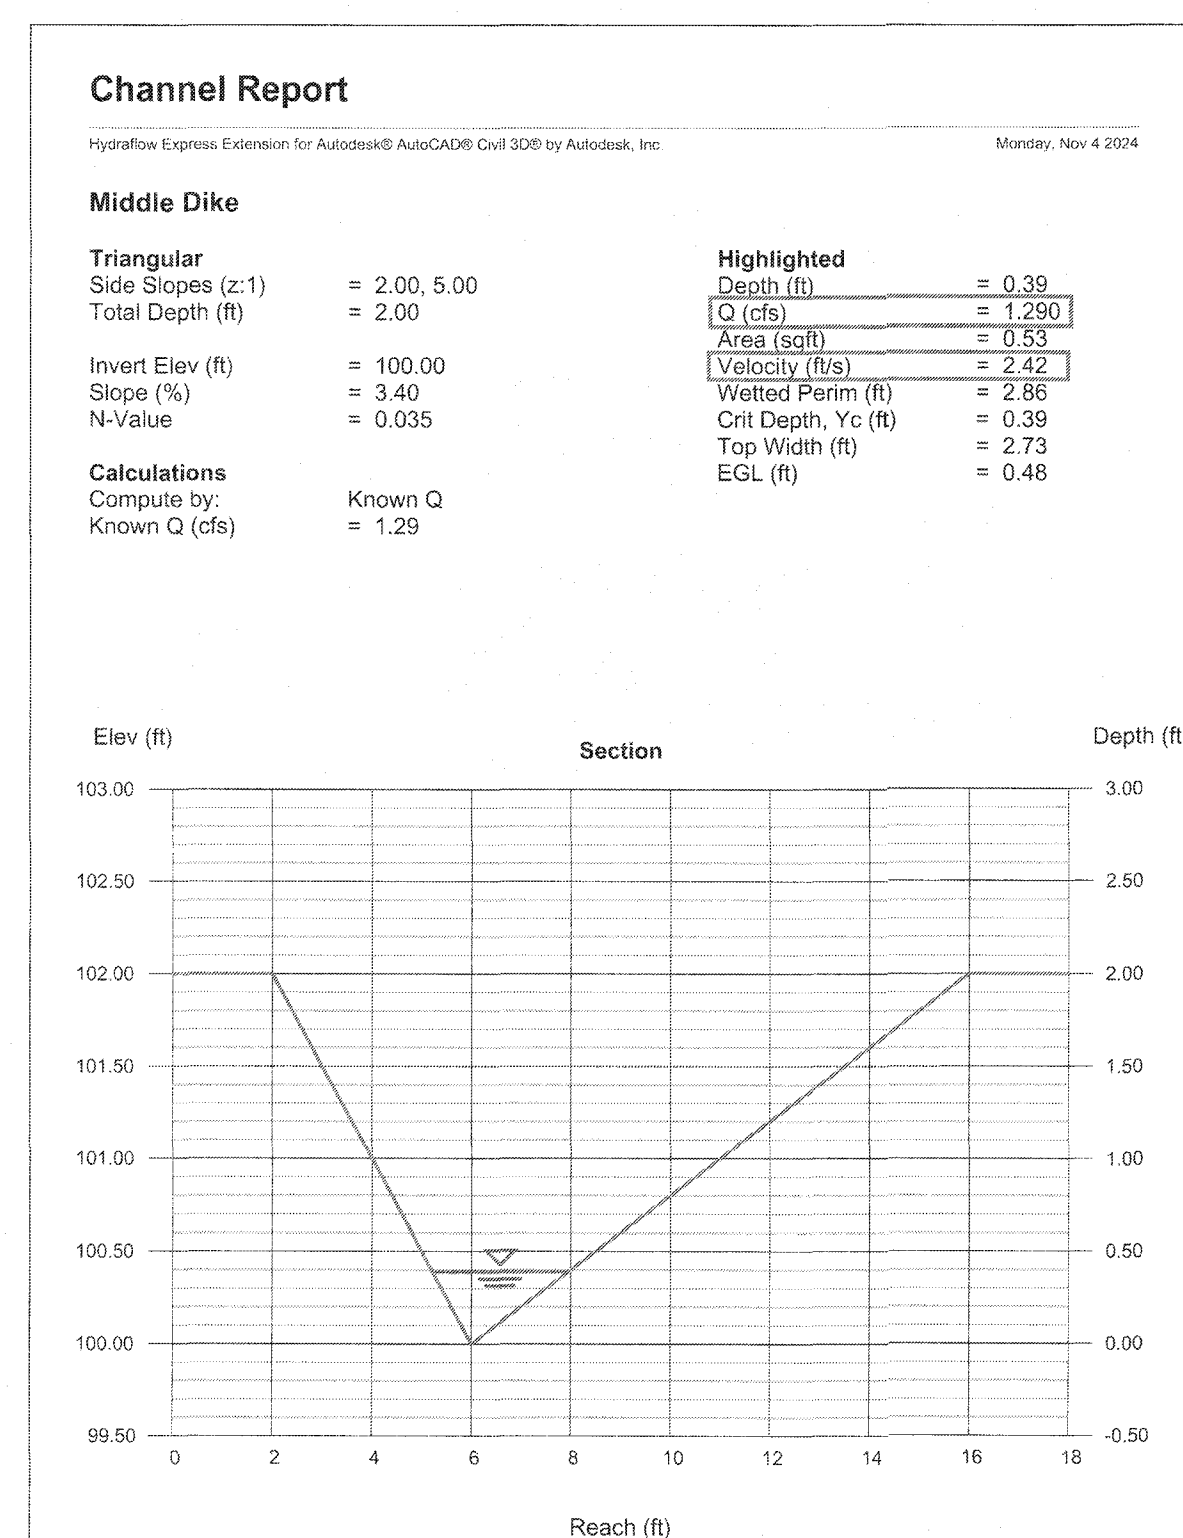 Channel Report
Hydraflow Express Extension for Autodesk® AutoCAD® Civil 3D® by Autodesk, Inc.
Monday, Nov 4 2024
Middle Dike
Triangular
Side Slopes (z:1) = 2.00, 5.00
Total Depth (ft) = 2.00
Invert Elev (ft) = 100.00
Slope (%) = 3.40
N-Value = 0.035
Calculations
Compute by: Known Q
Known Q (cfs) = 1.29
Highlighted
Depth (ft) = 0.39
Q (cfs) = 1.290
Area (sqft) = 0.53
Velocity (ft/s) = 2.42
Wetted Perim (ft) = 2.86
Crit Depth, Yc (ft) = 0.39
Top Width (ft) = 2.73
EGL (ft) = 0.48
Elev (ft)
Section
Depth (ft
103.00 3.00
102.50 2.50
102.00 2.00
101.50 1.50
101.00 1.00
100.50 0.50
100.00 0.00
99.50 -0.50
0 2 4 6 8 10 12 14 16 18
Reach (ft)